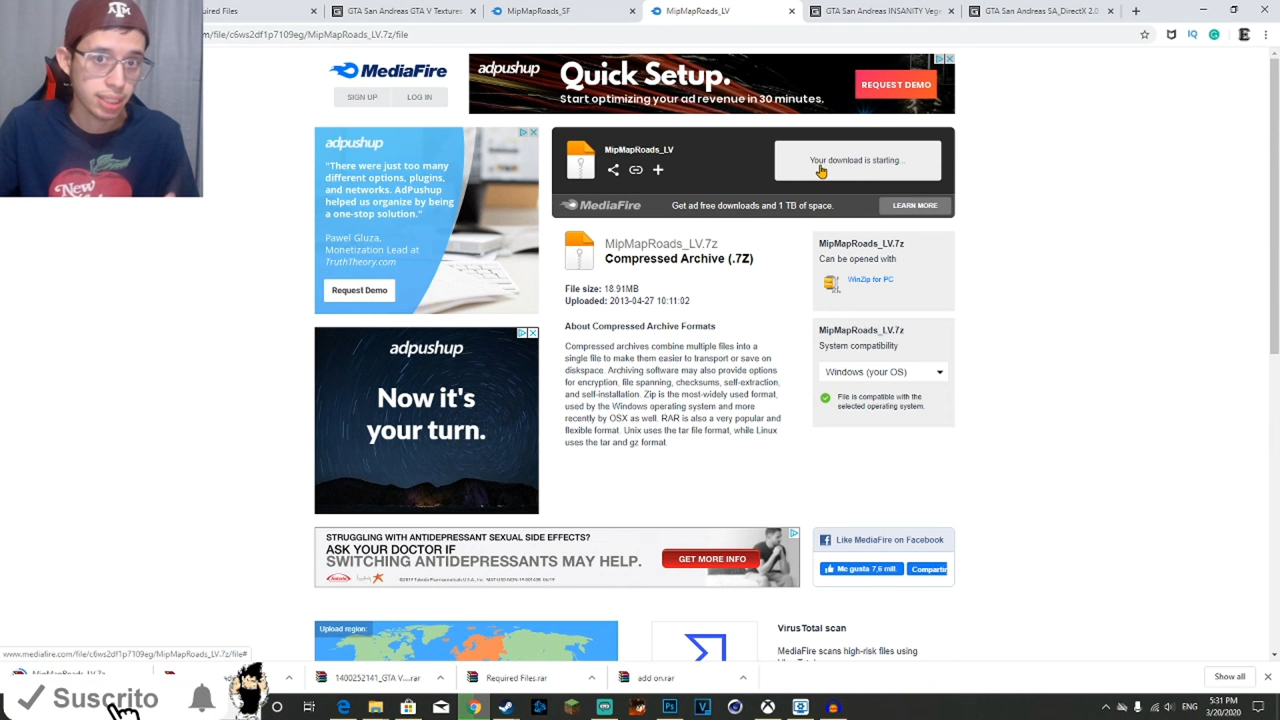 ired Files
GTA San Andreas GTA V Textures
MipMapRoads_SF
MipMapRoads_LV
GTA San Andreas INSANITY Vege
GTA San Andreas SA_DirectX 2.0
m/file/c6ws2df1p7109eg/MipMapRoads_LV.7z/file
MediaFire
SIGN UP
LOG IN
adpushup
Quick Setup.
Start optimizing your ad revenue in 30 minutes.
REQUEST DEMO
adpushup
"There were just too many
different options, plugins,
and networks. AdPushup
helped us organize by being
a one-stop solution."
Pawel Gluza,
Monetization Lead at
TruthTheory.com
Request Demo
MipMapRoads_LV
Your download is starting...
MediaFire
Get ad free downloads and 1 TB of space.
LEARN MORE
MipMapRoads_LV.7z
Compressed Archive (.7Z)
File size: 18.91MB
Uploaded: 2013-04-27 10:11:02
About Compressed Archive Formats
Compressed archives combine multiple files into a
single file to make them easier to transport or save on
diskspace. Archiving software may also provide options
for encryption, file spanning, checksums, self-extraction,
and self-installation. Zip is the most-widely used format,
used by the Windows operating system and more
recently by OSX as well. RAR is also a very popular and
flexible format. Unix uses the tar file format, while Linux
uses the tar and gz format.
MipMapRoads_LV.7z
Can be opened with
WinZip for PC
MipMapRoads_LV.7z
System compatibility
Windows (your OS)
File is compatible with the
selected operating system.
adpushup
Now it's
your turn.
STRUGGLING WITH ANTIDEPRESSANT SEXUAL SIDE EFFECTS?
ASK YOUR DOCTOR IF
SWITCHING ANTIDEPRESSANTS MAY HELP.
GET MORE INFO
Like MediaFire on Facebook
Me gusta 7,6 mill.
Compartir
Upload region:
VirusTotal scan
MediaFire scans high-risk files using
www.mediafire.com/file/c6ws2df1p7109eg/MipMapRoads_LV.7z/file#
MipMapRoads_LV.7z
1400252141_GTA V....rar
Required Files.rar
add on.rar
Show all
Suscrito
ENG
5:31 PM
3/20/2020
New